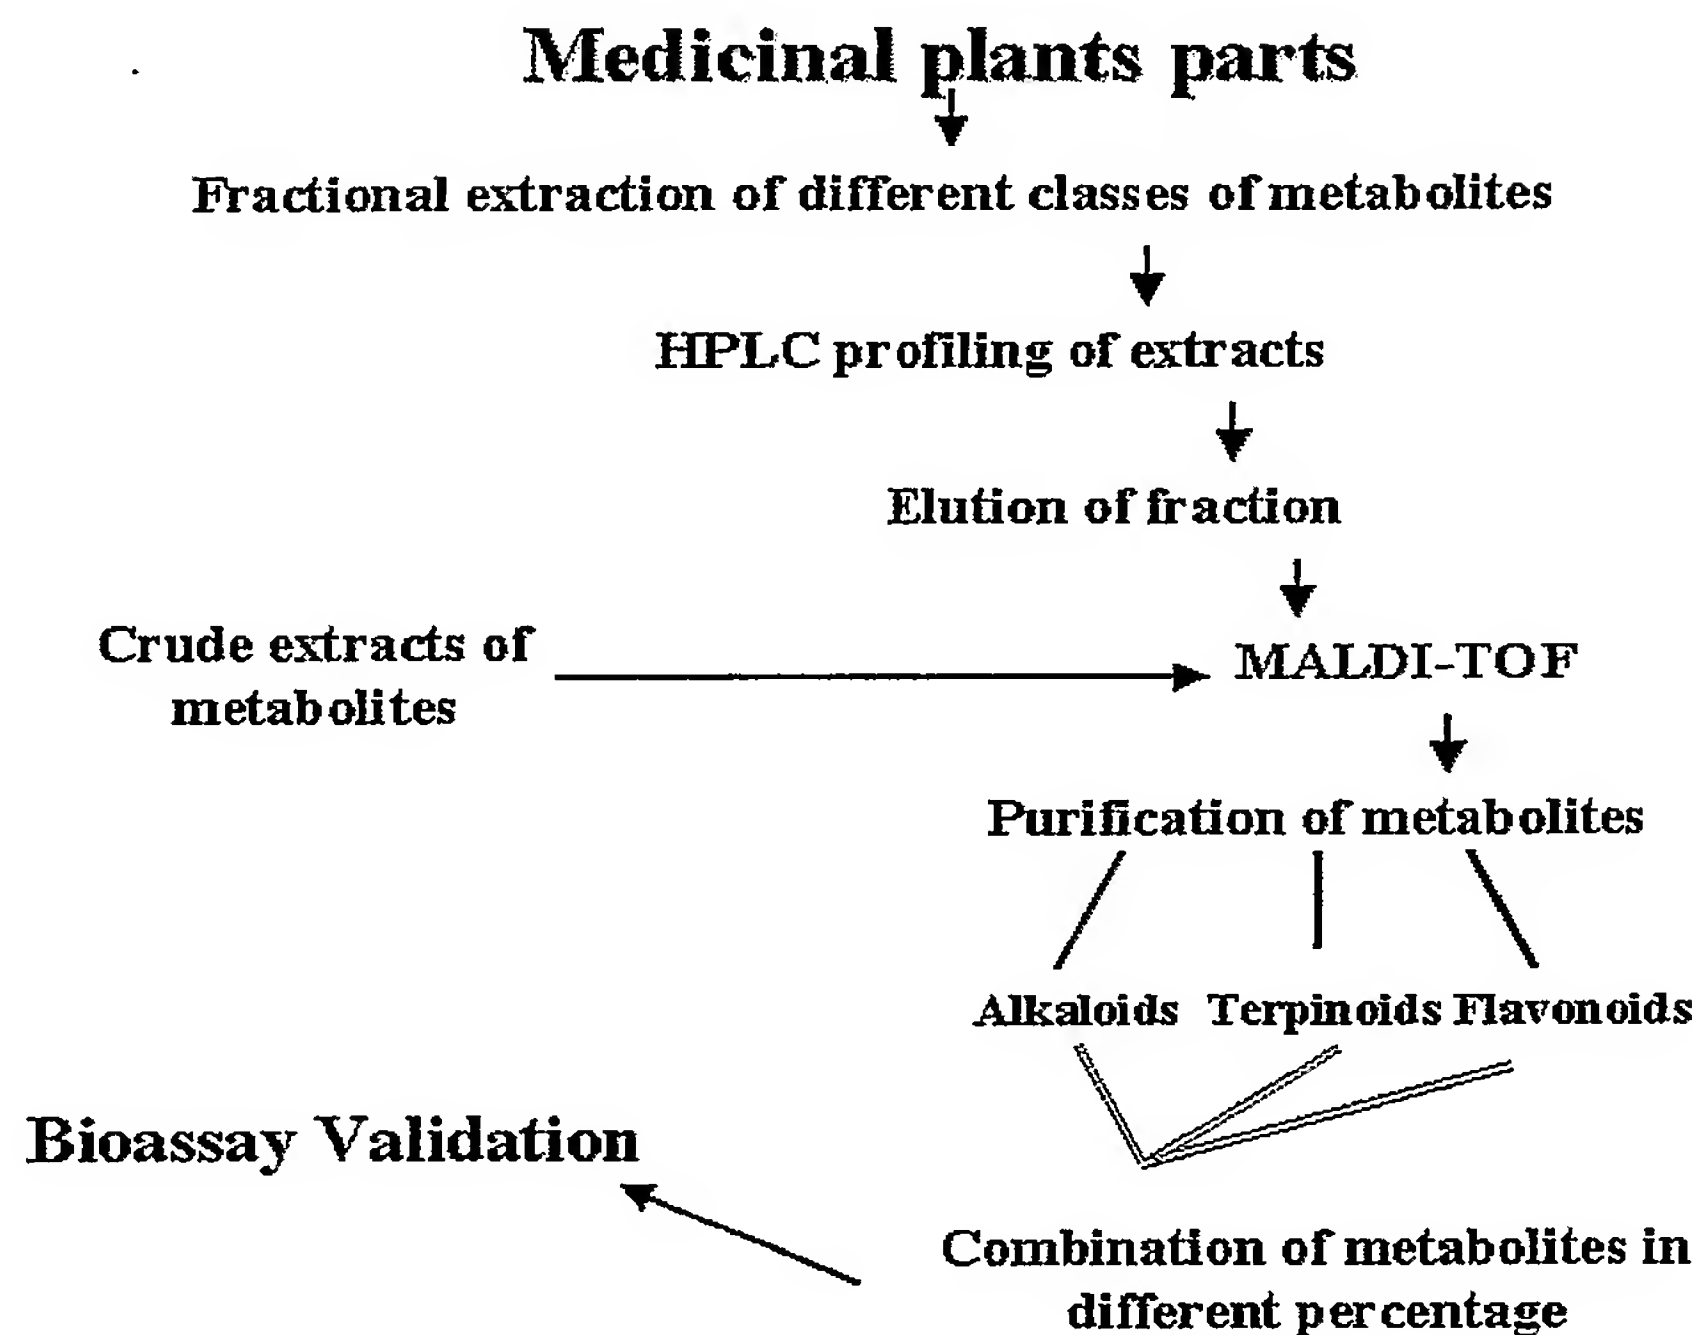 Medicinal plants parts
Fractional extraction of different classes of metabolites
HPLC profiling of extracts
Elution of fraction
Crude extracts of
metabolites
MALDI-TOF
Purification of metabolites
Alkaloids Terpinoids Flavonoids
Bioassay Validation
Combination of metabolites in
different percentage